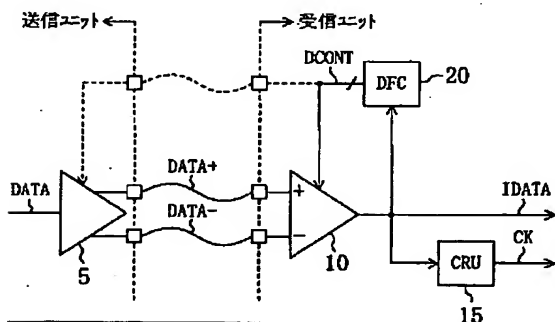 送信ユニット
受信ユニット
DCONT
DFC
20
DATA+
DATA
DATA-
+
-
5
10
IDATA
CK
CRU
15